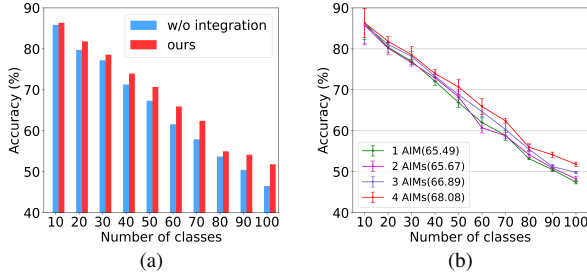 90
80
70
60
50
40
Accuracy (%)
w/o integration
ours
10 20 30 40 50 60 70 80 90 100
Number of classes
(a)
90
80
70
60
50
40
Accuracy (%)
1 AIM(65.49)
2 AIMs(65.67)
3 AIMs(66.89)
4 AIMs(68.08)
10 20 30 40 50 60 70 80 90 100
Number of classes
(b)